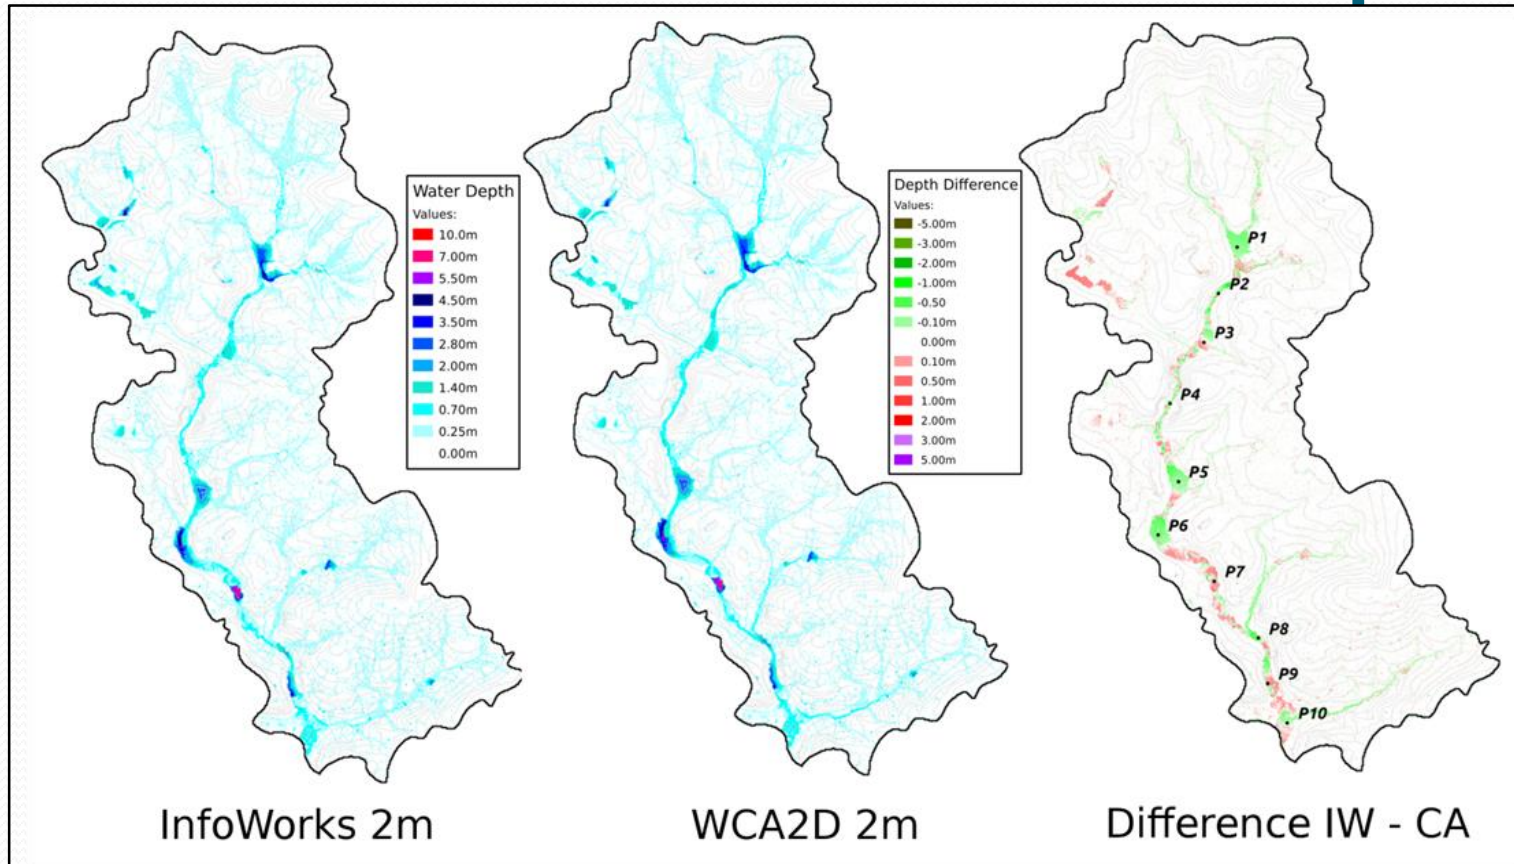 Water Depth
Values:
10.0m
7.00m
5.50m
4.50m
3.50m
2.80m
2.00m
1.40m
0.70m
0.25m
0.00m
Depth Difference
Values:
-5.00m
-3.00m
-2.00m
-1.00m
-0.50
-0.10m
0.00m
0.10m
0.50m
1.00m
2.00m
3.00m
5.00m
P1
P2
P3
P4
P5
P6
P7
P8
P9
P10
InfoWorks 2m
WCA2D 2m
Difference IW - CA